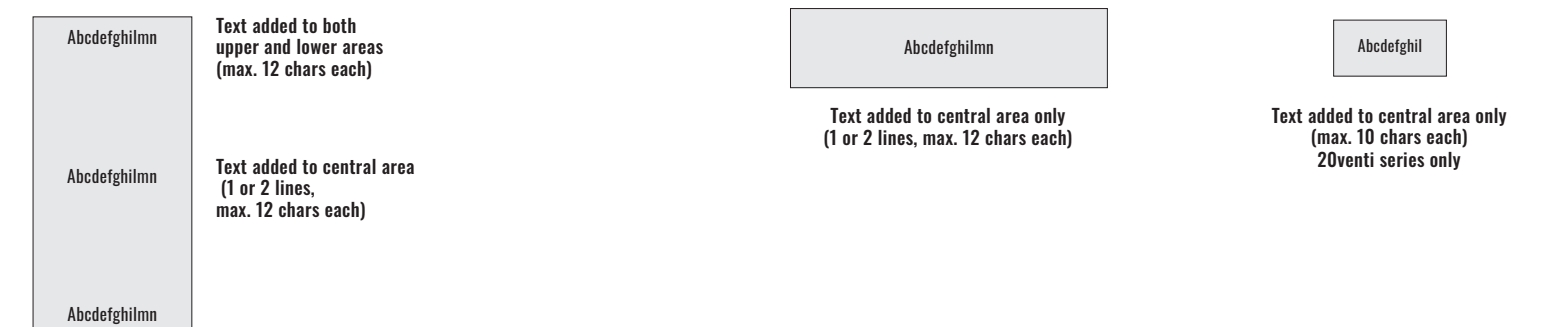 Abcdefghilmn
Text added to both
upper and lower areas
(max. 12 chars each)
Abcdefghilmn
Text added to central area
(1 or 2 lines,
max. 12 chars each)
Abcdefghilmn
Abcdefghilmn
Text added to central area only
(1 or 2 lines, max. 12 chars each)
Abcdefghil
Text added to central area only
(max. 10 chars each)
20venti series only